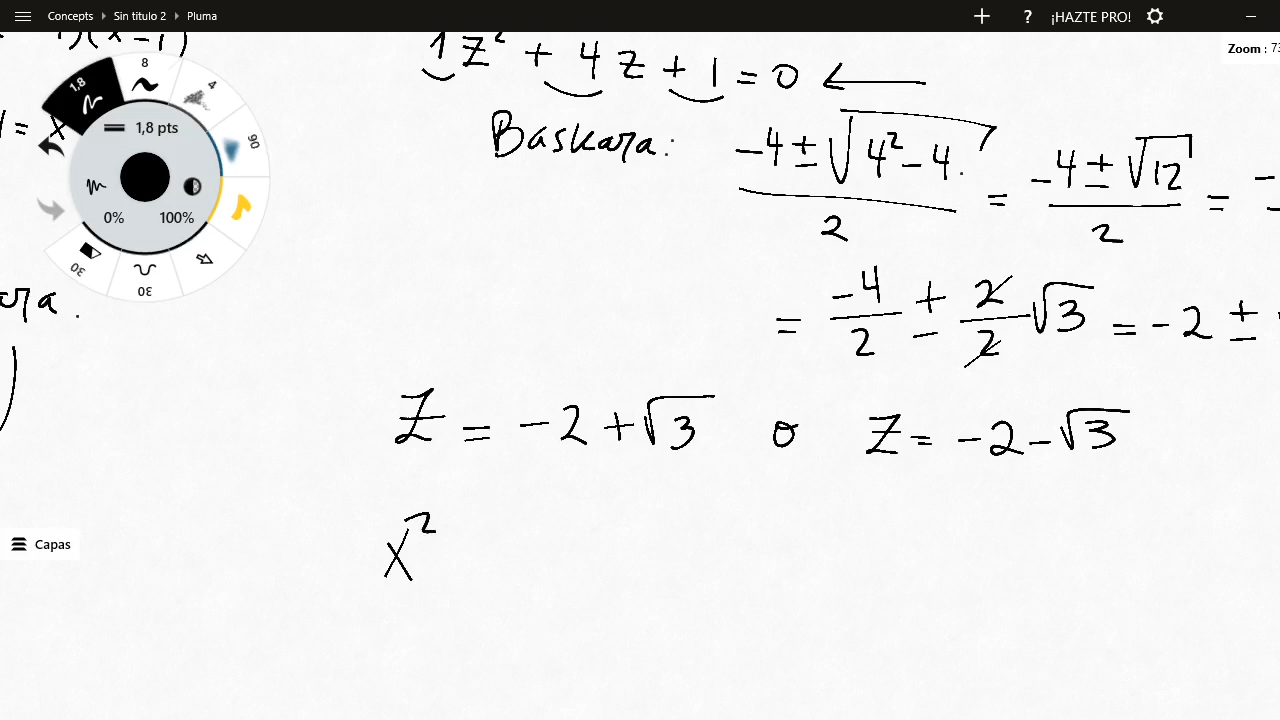 Concepts Sin titulo 2 Pluma ? ¡HAZTE PRO!
Zoom : 73
1z² + 4z + 1 = 0 ←
Baskara: (-4 ± √(4² - 4.))/2 = (-4 ± √12)/2 = -
= -4/2 ± 2/2 √3 = -2 ±
z = -2 + √3 o z = -2 - √3
x²
8
1,8
4
90
1,8 pts
0% 100%
30
30
ara.
Capas